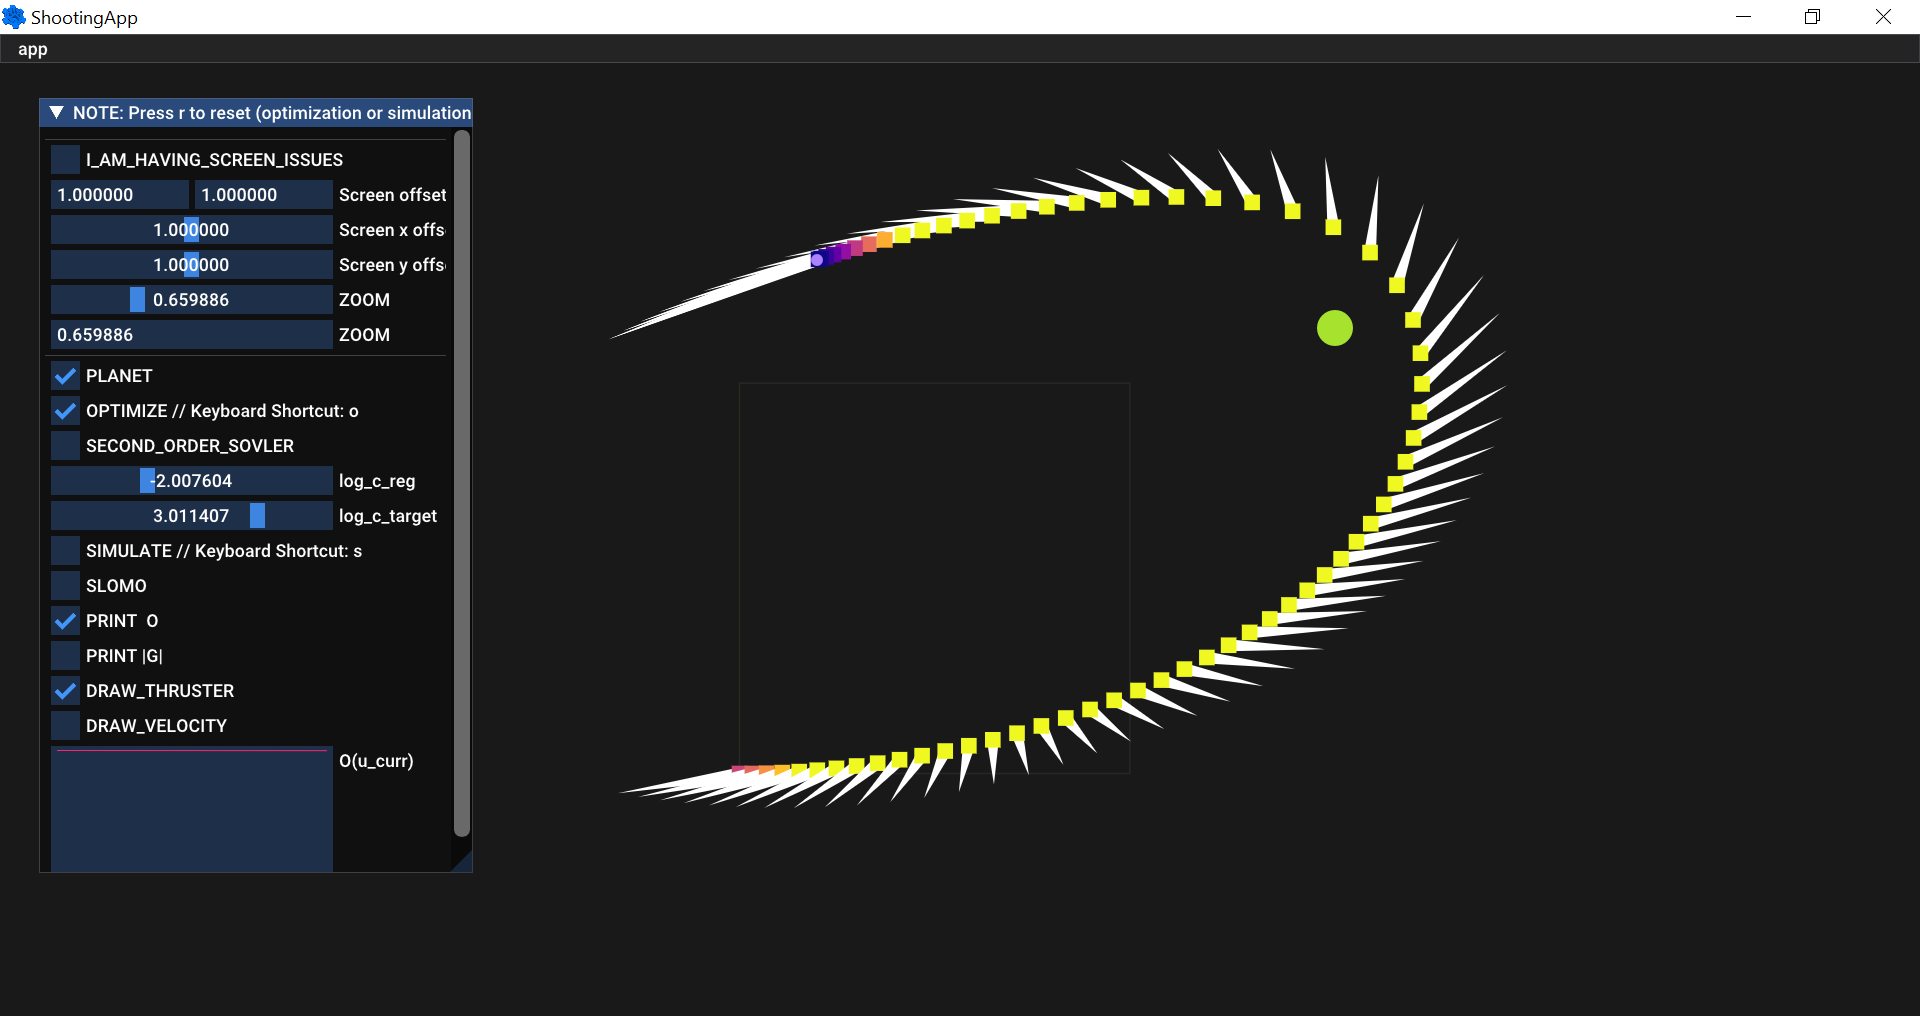 ShootingApp
app
NOTE: Press r to reset (optimization or simulation
I_AM_HAVING_SCREEN_ISSUES
1.000000 1.000000 Screen offset
1.000000 Screen x offs
1.000000 Screen y offs
0.659886 ZOOM
0.659886 ZOOM
PLANET
OPTIMIZE // Keyboard Shortcut: o
SECOND_ORDER_SOVLER
-2.007604 log_c_reg
3.011407 log_c_target
SIMULATE // Keyboard Shortcut: s
SLOMO
PRINT  O
PRINT |G|
DRAW_THRUSTER
DRAW_VELOCITY
O(u_curr)